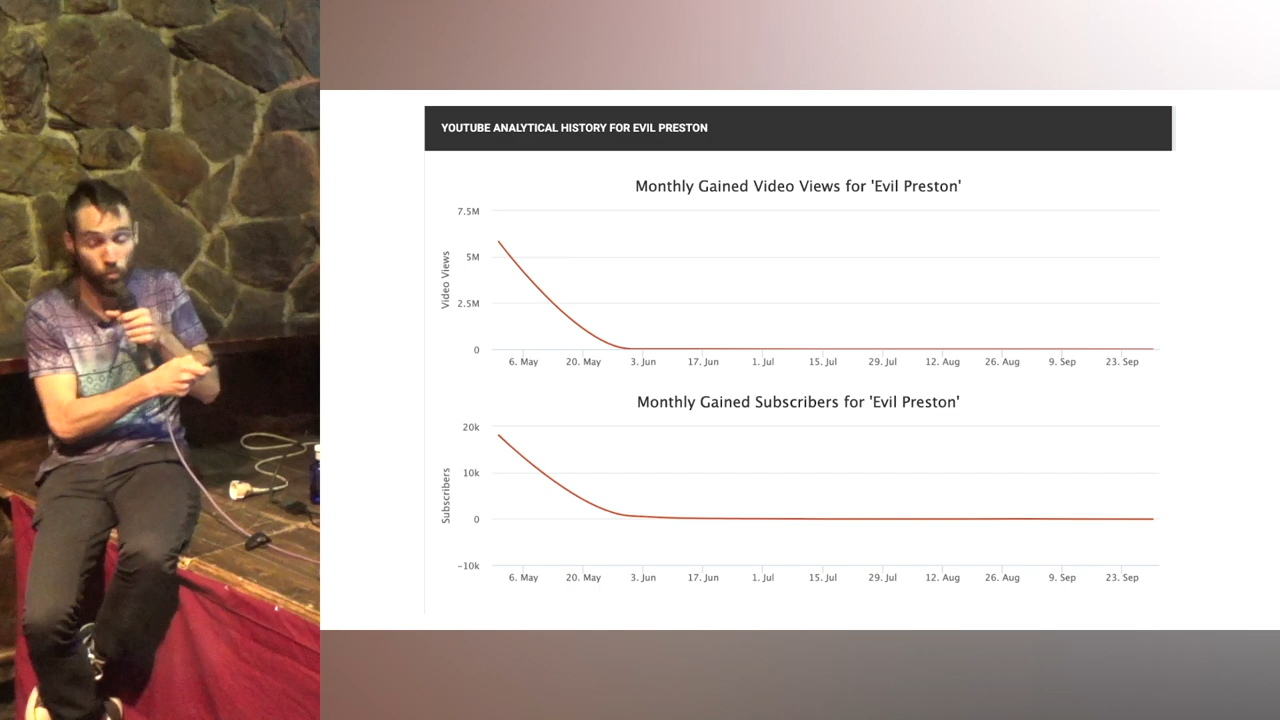 YOUTUBE ANALYTICAL HISTORY FOR EVIL PRESTON
Monthly Gained Video Views for 'Evil Preston'
7.5M
5M
2.5M
0
Video Views
6. May 20. May 3. Jun 17. Jun 1. Jul 15. Jul 29. Jul 12. Aug 26. Aug 9. Sep 23. Sep
Monthly Gained Subscribers for 'Evil Preston'
20k
10k
0
−10k
Subscribers
6. May 20. May 3. Jun 17. Jun 1. Jul 15. Jul 29. Jul 12. Aug 26. Aug 9. Sep 23. Sep